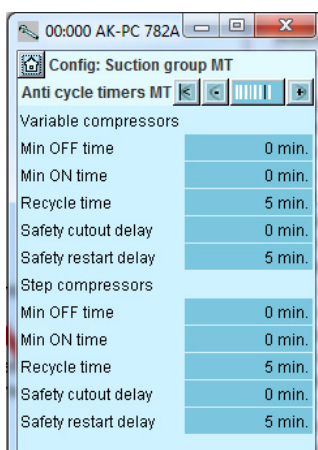 00:000 AK-PC 782A
Config: Suction group MT
Anti cycle timers MT
Variable compressors
Min OFF time 0 min.
Min ON time 0 min.
Recycle time 5 min.
Safety cutout delay 0 min.
Safety restart delay 5 min.
Step compressors
Min OFF time 0 min.
Min ON time 0 min.
Recycle time 5 min.
Safety cutout delay 0 min.
Safety restart delay 5 min.